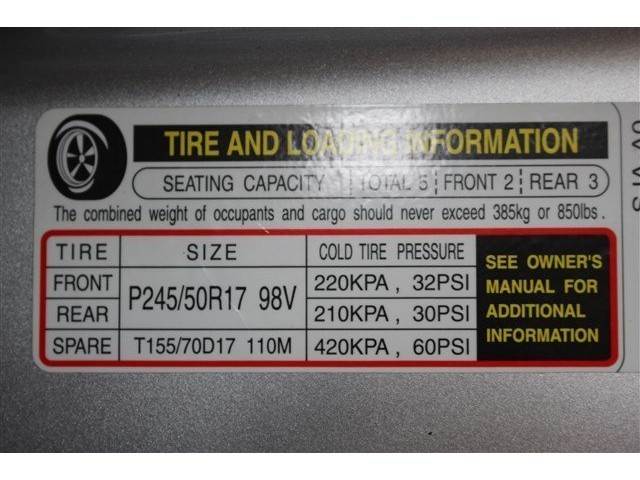 TIRE AND LOADING INFORMATION
SEATING CAPACITY TOTAL 5 FRONT 2 REAR 3
The combined weight of occupants and cargo should never exceed 385kg or 850lbs.
TIRE SIZE COLD TIRE PRESSURE
FRONT P245/50R17 98V 220KPA, 32PSI
REAR 210KPA, 30PSI
SPARE T155/70D17 110M 420KPA, 60PSI
SEE OWNER'S
MANUAL FOR
ADDITIONAL
INFORMATION